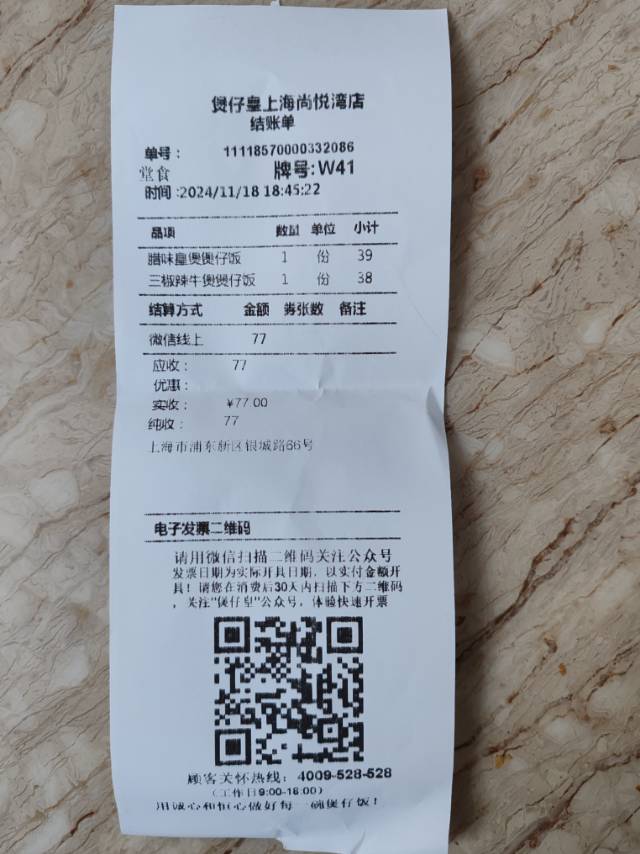 煲仔皇上海尚悦湾店
结账单
单号： 11118570000332086
堂食 牌号:W41
时间:2024/11/18 18:45:22
品项 数量 单位 小计
腊味皇煲煲仔饭 1 份 39
三椒辣牛煲煲仔饭 1 份 38
结算方式 金额 券张数 备注
微信线上 77
应收： 77
优惠：
实收： ¥77.00
纯收： 77
上海市浦东新区银城路66号
电子发票二维码
请用微信扫描二维码关注公众号
发票日期为实际开具日期，以实付金额开
具！请您在消费后30天内扫描下方二维码
，关注"煲仔皇"公众号，体验快速开票
顾客关怀热线：4009-528-528
(工作日9:00-18:00)
用诚心和恒心做好每一碗煲仔饭！